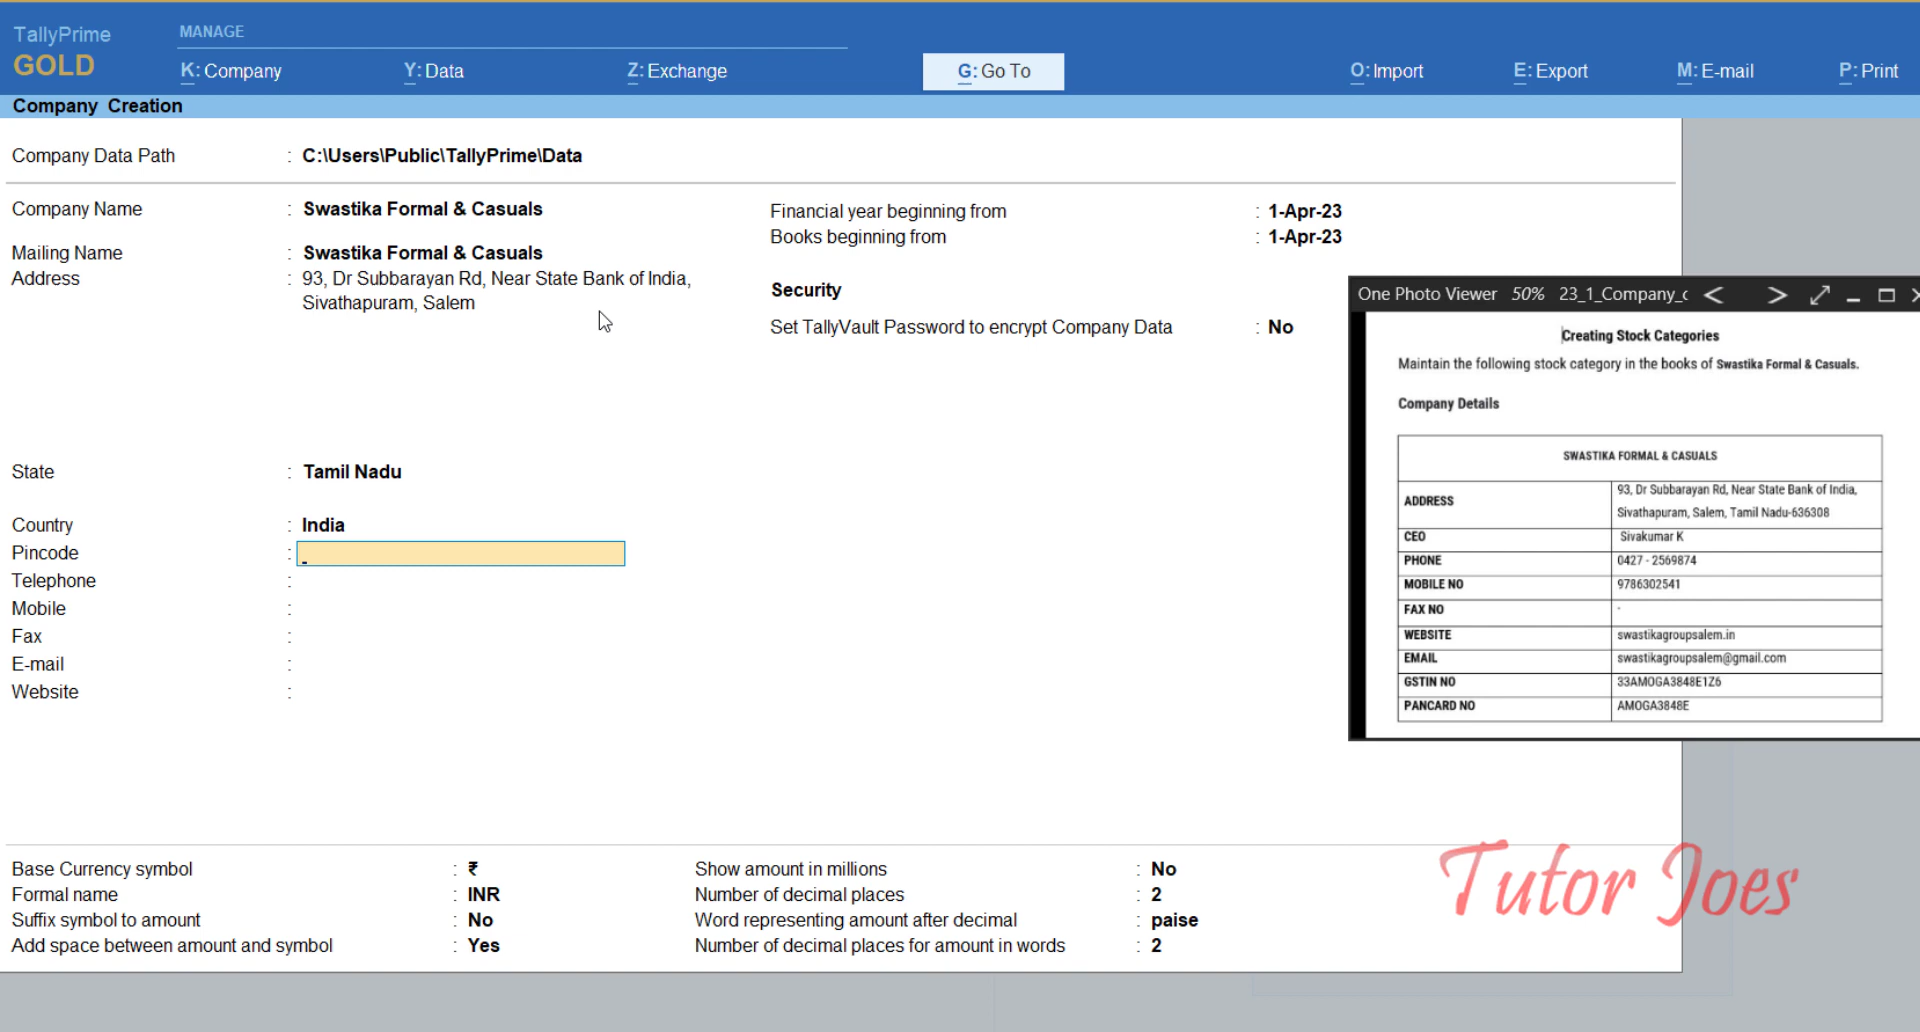 TallyPrime
GOLD
MANAGE
K: Company
Y: Data
Z: Exchange
G: Go To
O: Import
E: Export
M: E-mail
P: Print
Company Creation
Company Data Path : C:\Users\Public\TallyPrime\Data
Company Name : Swastika Formal & Casuals
Mailing Name : Swastika Formal & Casuals
Address : 93, Dr Subbarayan Rd, Near State Bank of India,
Sivathapuram, Salem
State : Tamil Nadu
Country : India
Pincode :
Telephone :
Mobile :
Fax :
E-mail :
Website :
Financial year beginning from : 1-Apr-23
Books beginning from : 1-Apr-23
Security
Set TallyVault Password to encrypt Company Data : No
One Photo Viewer 50% 23_1_Company_c
Creating Stock Categories
Maintain the following stock category in the books of Swastika Formal & Casuals.
Company Details
SWASTIKA FORMAL & CASUALS
ADDRESS 93, Dr Subbarayan Rd, Near State Bank of India,
Sivathapuram, Salem, Tamil Nadu-636308
CEO Sivakumar K
PHONE 0427 - 2569874
MOBILE NO 9786302541
FAX NO -
WEBSITE swastikagroupsalem.in
EMAIL swastikagroupsalem@gmail.com
GSTIN NO 33AMOGA3848E1Z6
PANCARD NO AMOGA3848E
Base Currency symbol : ₹
Formal name : INR
Suffix symbol to amount : No
Add space between amount and symbol : Yes
Show amount in millions : No
Number of decimal places : 2
Word representing amount after decimal : paise
Number of decimal places for amount in words : 2
Tutor Joes